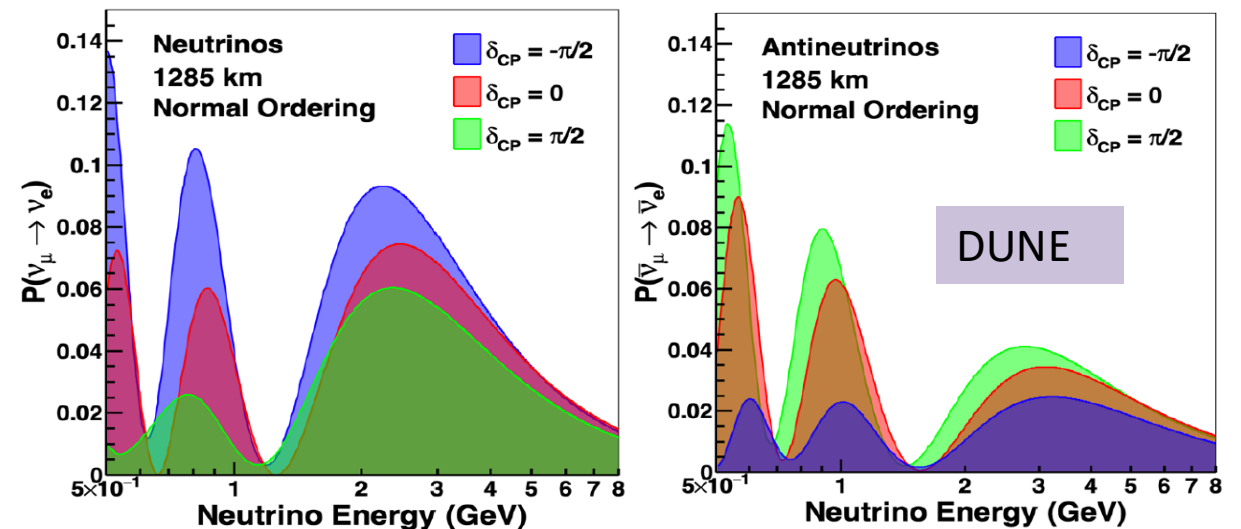 Neutrinos
1285 km
Normal Ordering
δCP = -π/2
δCP = 0
δCP = π/2
P(νμ → νe)
0.14
0.12
0.1
0.08
0.06
0.04
0.02
0
5×10⁻¹ 1 2 3 4 5 6 7 8
Neutrino Energy (GeV)
Antineutrinos
1285 km
Normal Ordering
δCP = -π/2
δCP = 0
δCP = π/2
DUNE
P(ν̄μ → ν̄e)
0.14
0.12
0.1
0.08
0.06
0.04
0.02
0
5×10⁻¹ 1 2 3 4 5 6 7 8
Neutrino Energy (GeV)